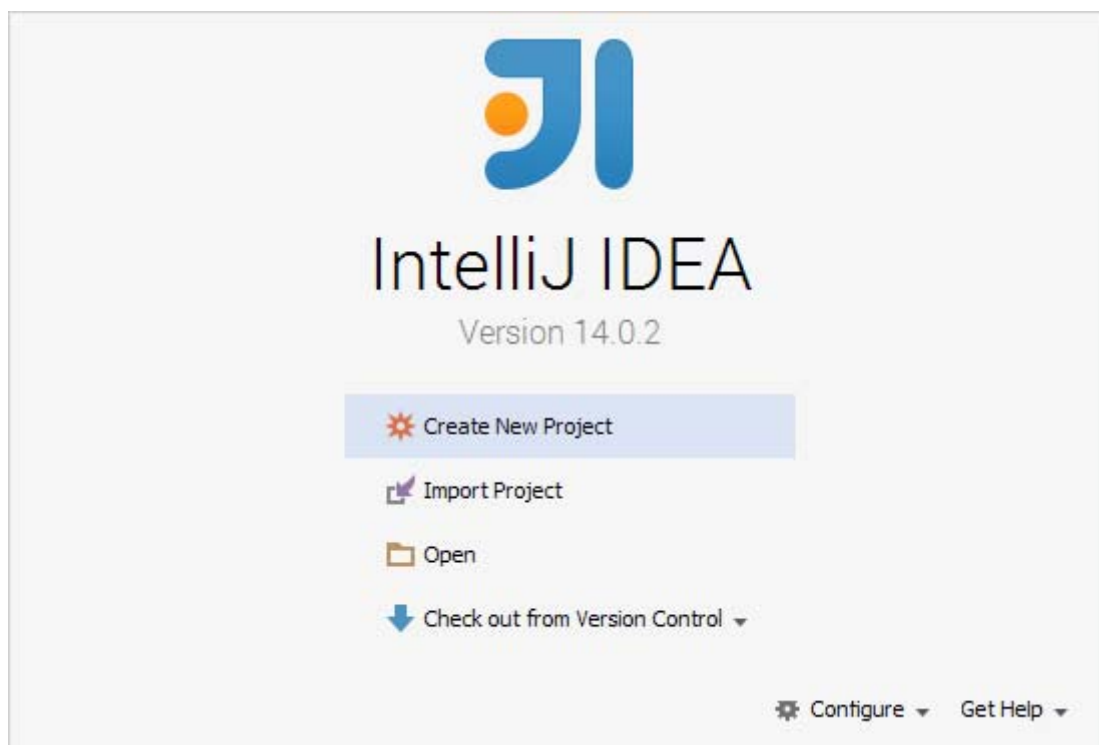 IntelliJ IDEA
Version 14.0.2
Create New Project
Import Project
Open
Check out from Version Control
Configure Get Help